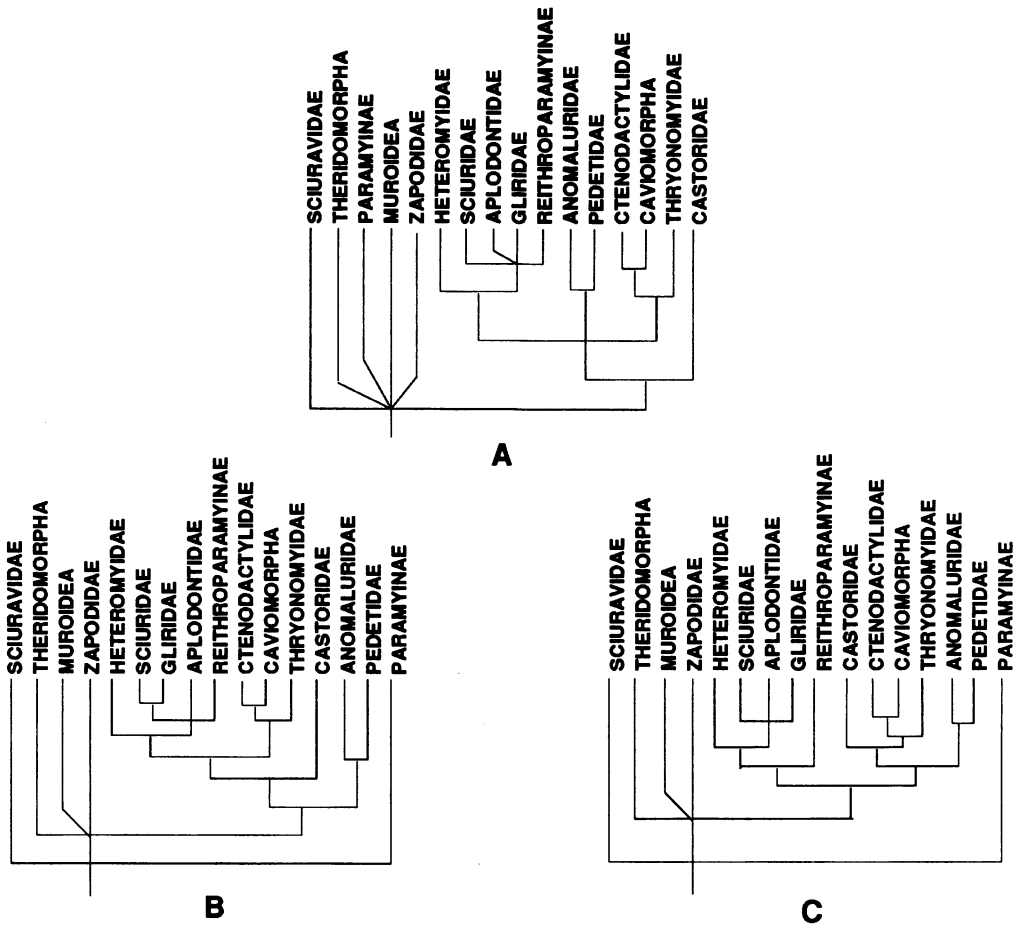 SCIURAVIDAE
THERIDOMORPHA
PARAMYINAE
MUROIDEA
ZAPODIDAE
HETEROMYIDAE
SCIURIDAE
APLODONTIDAE
GLIRIDAE
REITHROPARAMYINAE
ANOMALURIDAE
PEDETIDAE
CTENODACTYLIDAE
CAVIOMORPHA
THRYONOMYIDAE
CASTORIDAE
A
SCIURAVIDAE
THERIDOMORPHA
MUROIDEA
ZAPODIDAE
HETEROMYIDAE
SCIURIDAE
GLIRIDAE
APLODONTIDAE
REITHROPARAMYINAE
CTENODACTYLIDAE
CAVIOMORPHA
THRYONOMYIDAE
CASTORIDAE
ANOMALURIDAE
PEDETIDAE
PARAMYINAE
B
SCIURAVIDAE
THERIDOMORPHA
MUROIDEA
ZAPODIDAE
HETEROMYIDAE
SCIURIDAE
APLODONTIDAE
GLIRIDAE
REITHROPARAMYINAE
CASTORIDAE
CTENODACTYLIDAE
CAVIOMORPHA
THRYONOMYIDAE
ANOMALURIDAE
PEDETIDAE
PARAMYINAE
C